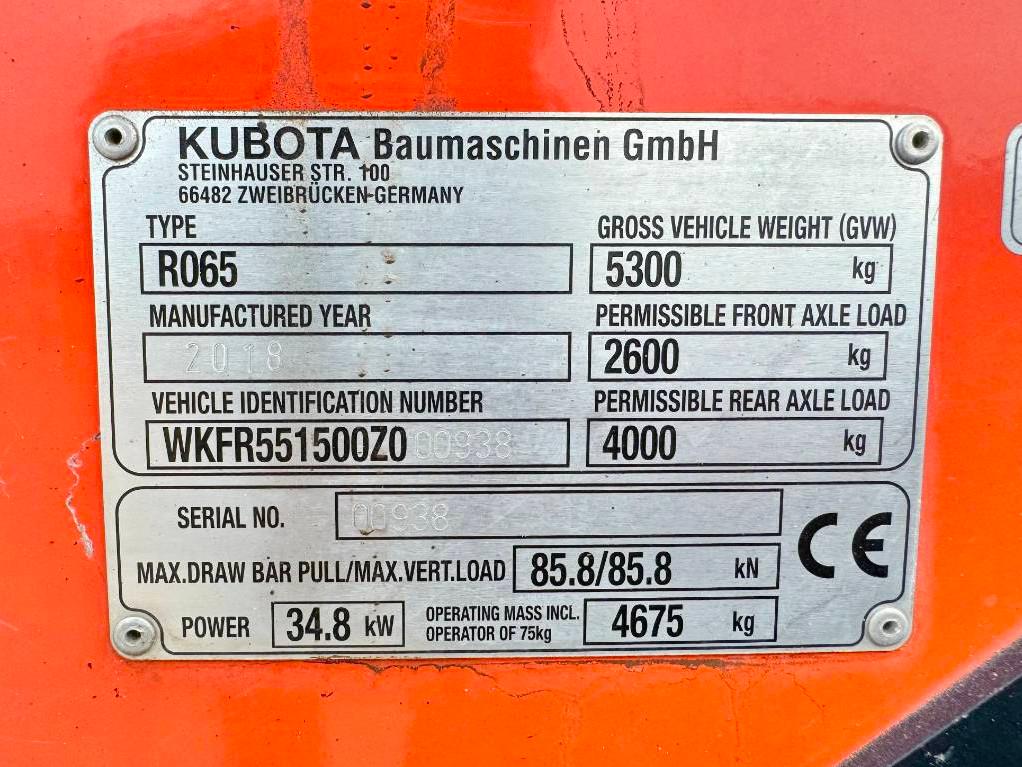 KUBOTA Baumaschinen GmbH
STEINHAUSER STR. 100
66482 ZWEIBRÜCKEN-GERMANY
TYPE
R065
MANUFACTURED YEAR
2018
VEHICLE IDENTIFICATION NUMBER
WKFR551500Z000938
GROSS VEHICLE WEIGHT (GVW)
5300 kg
PERMISSIBLE FRONT AXLE LOAD
2600 kg
PERMISSIBLE REAR AXLE LOAD
4000 kg
SERIAL NO. 00938
MAX.DRAW BAR PULL/MAX.VERT.LOAD 85.8/85.8 kN
POWER 34.8 kW
OPERATING MASS INCL.
OPERATOR OF 75kg
4675 kg
CE